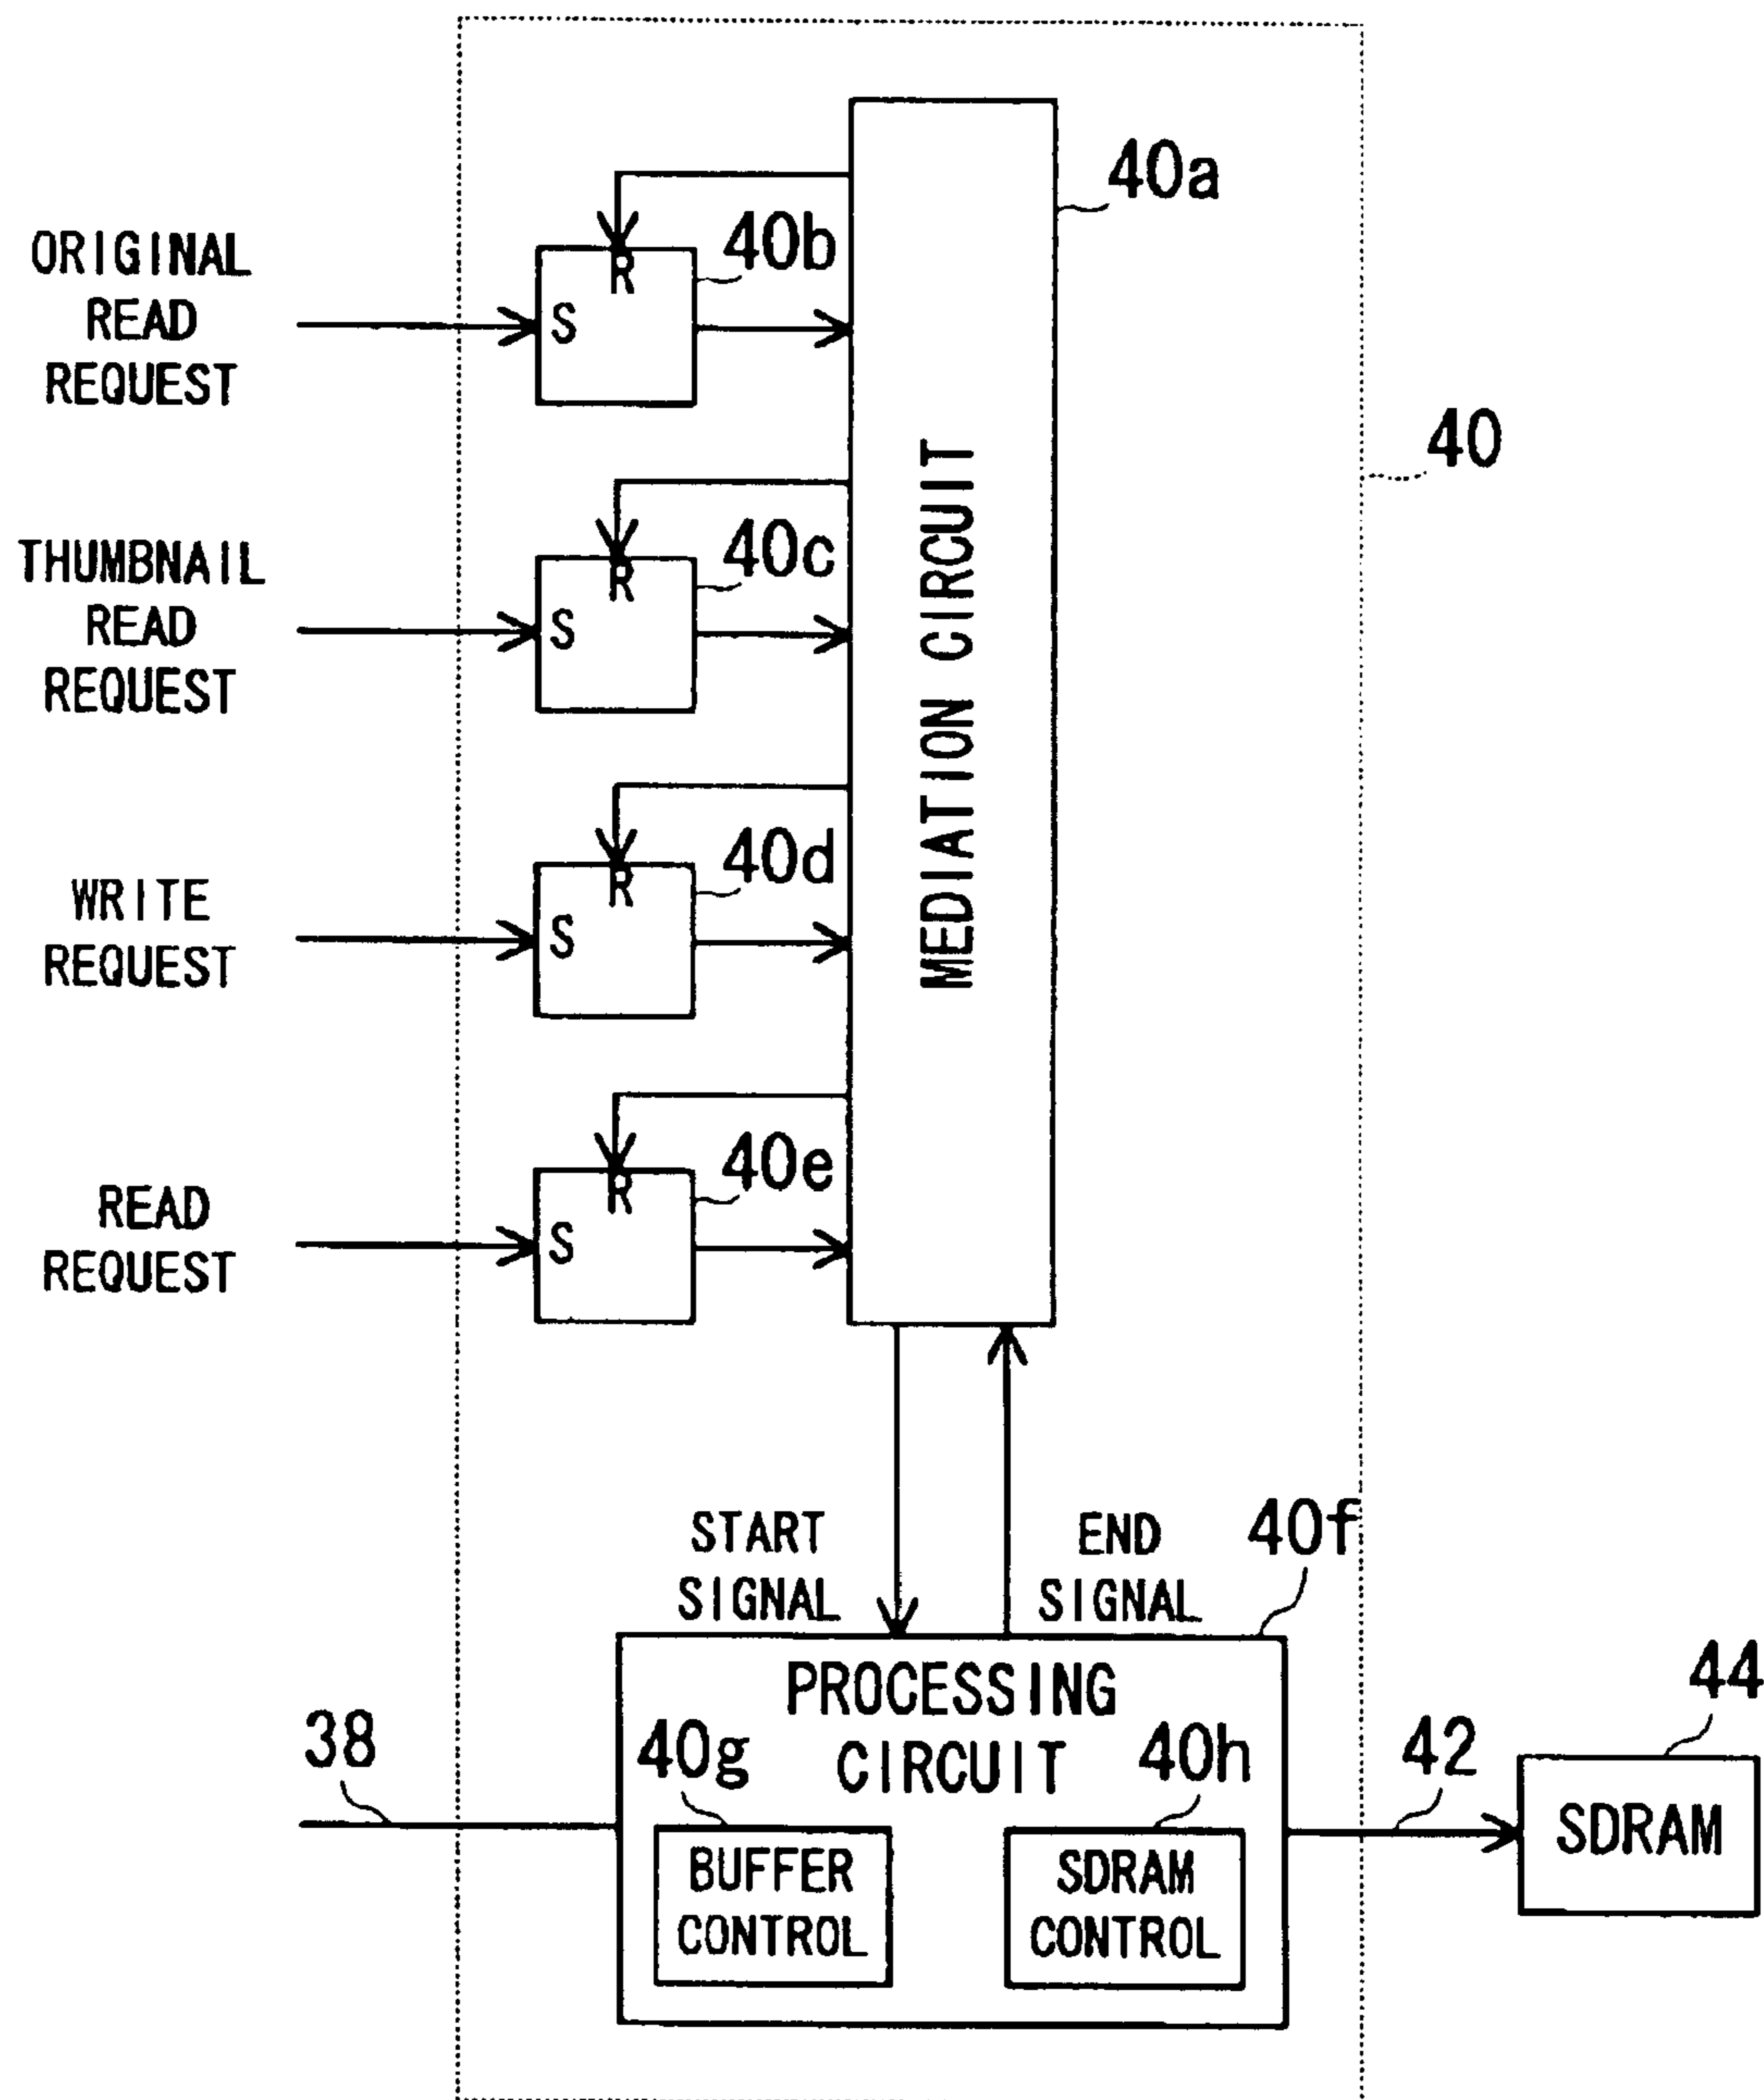 40a
40b
ORIGINAL
READ
REQUEST
R
S
40
40c
THUMBNAIL
READ
REQUEST
R
S
MEDIATION CIRCUIT
40d
WRITE
REQUEST
R
S
40e
READ
REQUEST
R
S
START
SIGNAL
END
SIGNAL
40f
PROCESSING
CIRCUIT
44
38
40g
40h
42
BUFFER
CONTROL
SDRAM
CONTROL
SDRAM